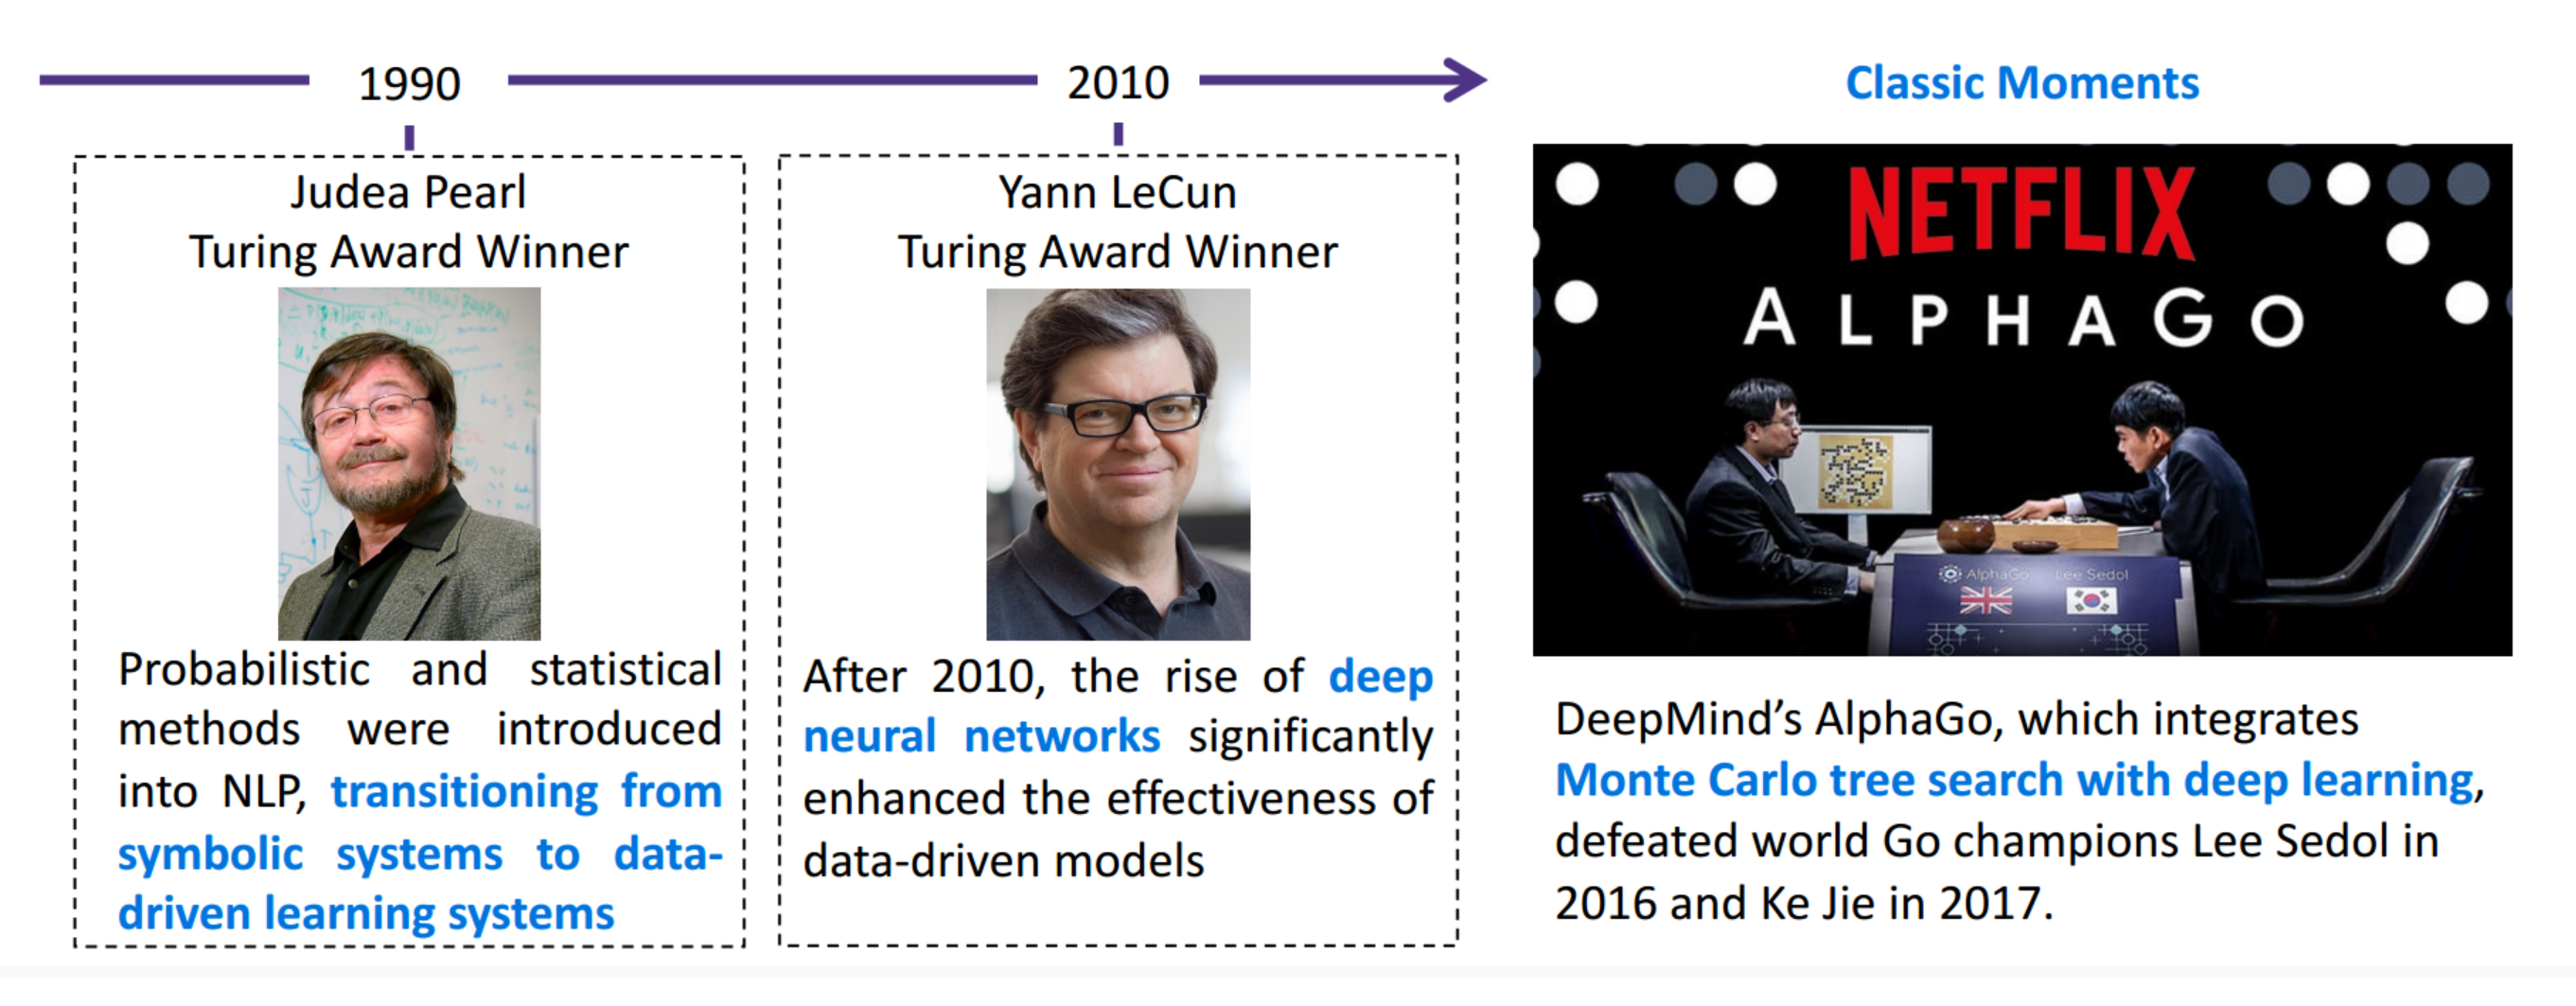 1990
2010
Classic Moments
Judea Pearl
Turing Award Winner
Probabilistic and statistical
methods were introduced
into NLP, transitioning from
symbolic systems to data-
driven learning systems
Yann LeCun
Turing Award Winner
After 2010, the rise of deep
neural networks significantly
enhanced the effectiveness of
data-driven models
NETFLIX
ALPHAGO
AlphaGo Lee Sedol
DeepMind’s AlphaGo, which integrates
Monte Carlo tree search with deep learning,
defeated world Go champions Lee Sedol in
2016 and Ke Jie in 2017.